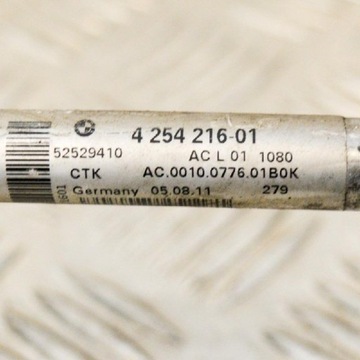 4 254 216-01
52529410 AC L 01 1080
CTK AC.0010.0776.01B0K
Germany 05.08.11 279